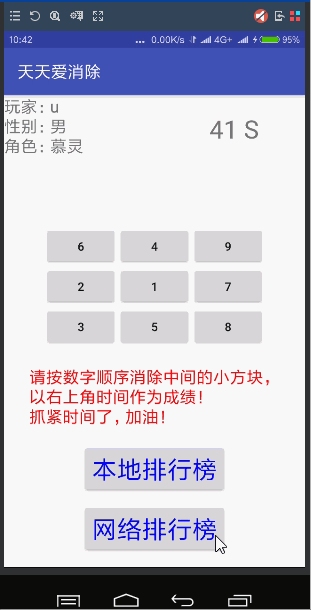 10:42 ... 0.00K/s 4G+ 95%
天天爱消除
玩家: u
性别: 男
角色: 慕灵
41 S
6 4 9
2 1 7
3 5 8
请按数字顺序消除中间的小方块,
以右上角时间作为成绩!
抓紧时间了, 加油!
本地排行榜
网络排行榜